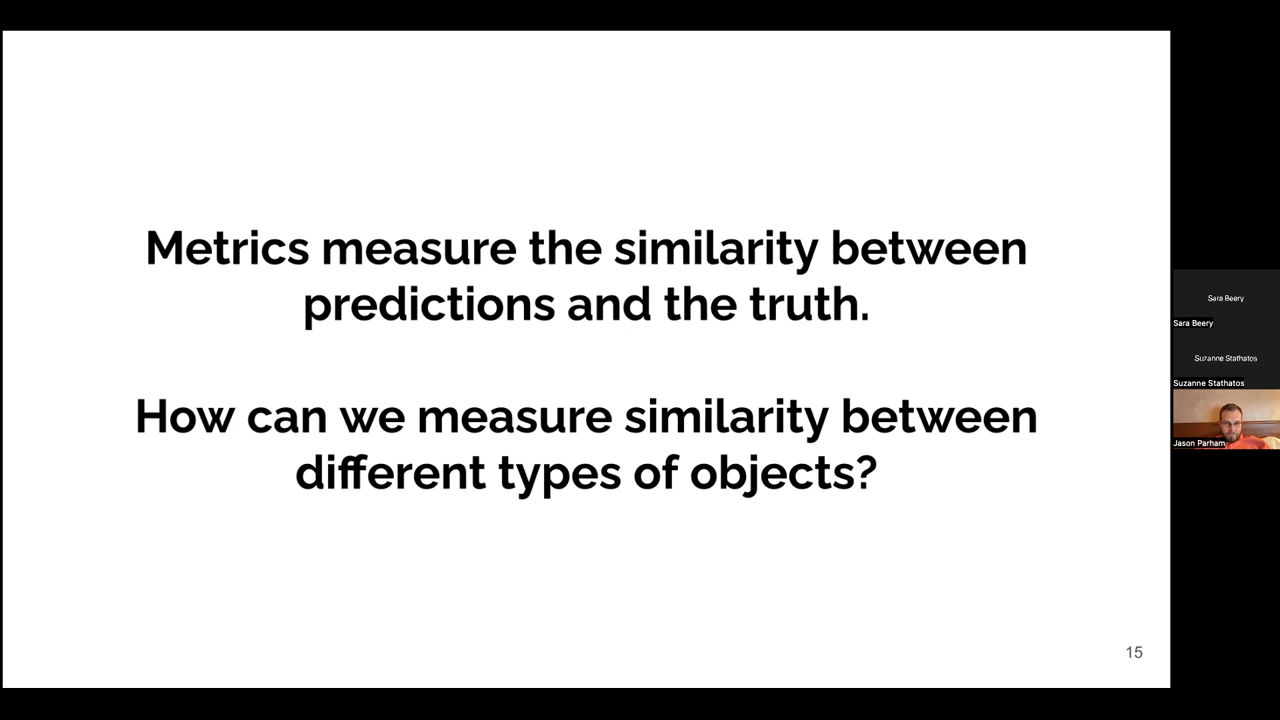 Metrics measure the similarity between
predictions and the truth.
How can we measure similarity between
different types of objects?
15
Sara Beery
Sara Beery
Suzanne Stathatos
Suzanne Stathatos
Jason Parham